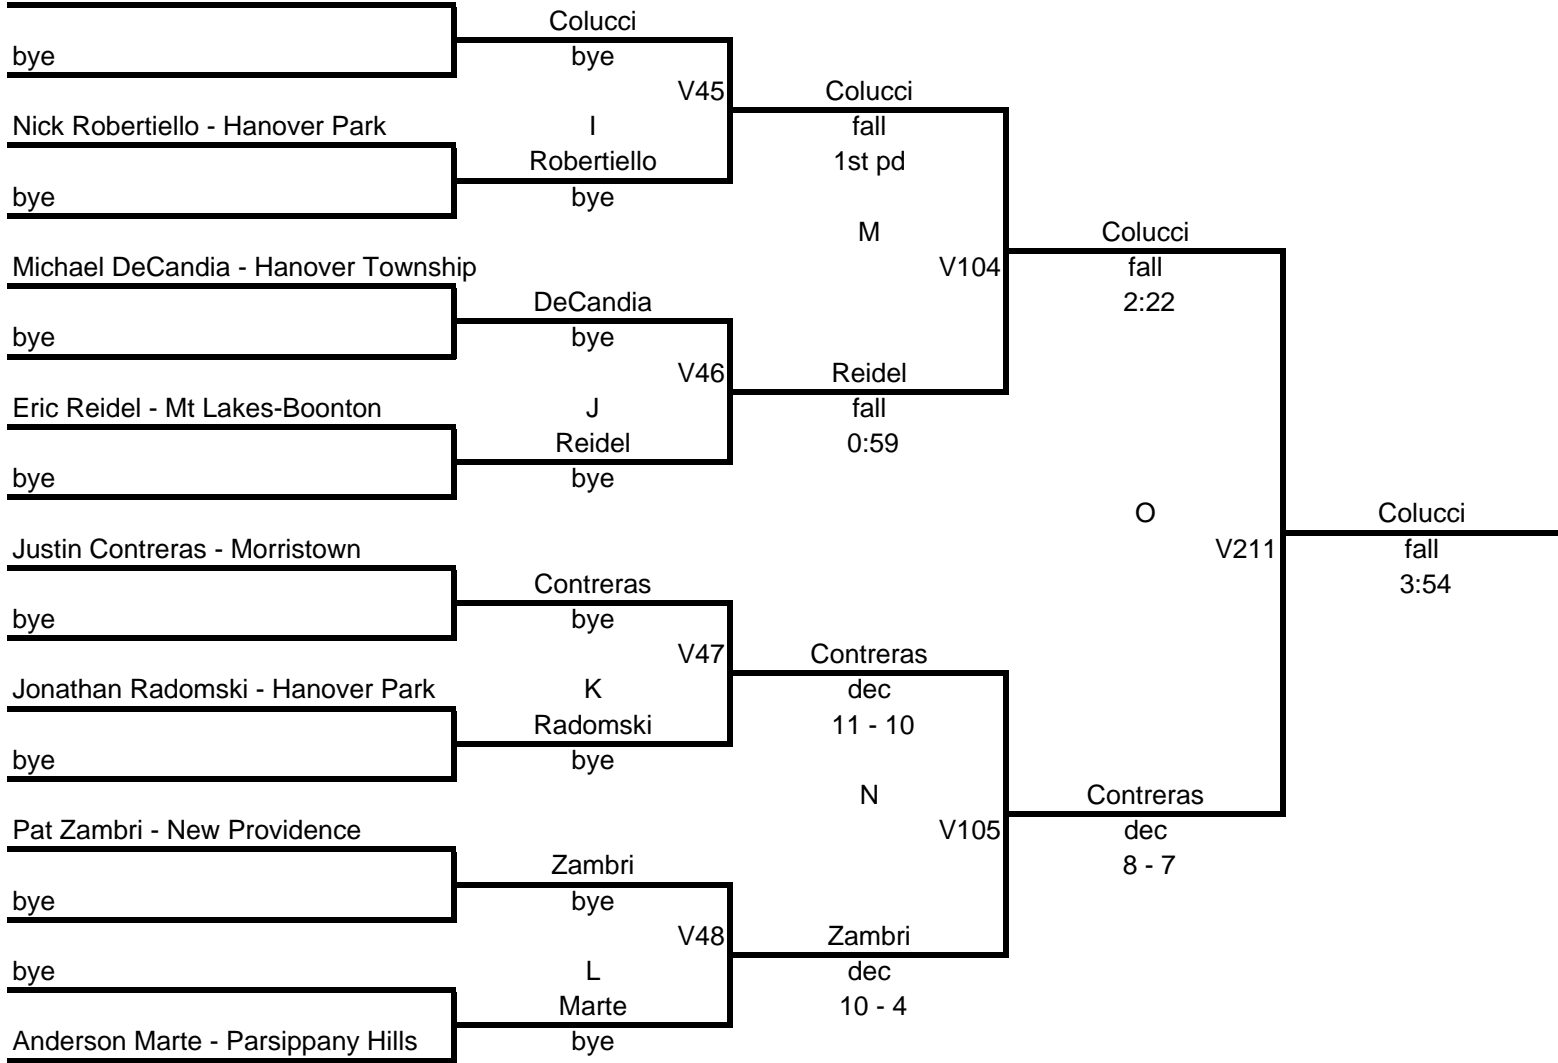 Colucci
bye
bye
V45
Colucci
Nick Robertiello - Hanover Park
I
fall
Robertiello
1st pd
bye
bye
M
Colucci
Michael DeCandia - Hanover Township
V104
fall
DeCandia
2:22
bye
bye
V46
Reidel
Eric Reidel - Mt Lakes-Boonton
J
fall
Reidel
0:59
bye
bye
O
Colucci
Justin Contreras - Morristown
V211
fall
Contreras
3:54
bye
bye
V47
Contreras
Jonathan Radomski - Hanover Park
K
dec
Radomski
11 - 10
bye
bye
N
Contreras
Pat Zambri - New Providence
V105
dec
Zambri
8 - 7
bye
bye
V48
Zambri
bye
L
dec
Marte
10 - 4
Anderson Marte - Parsippany Hills
bye